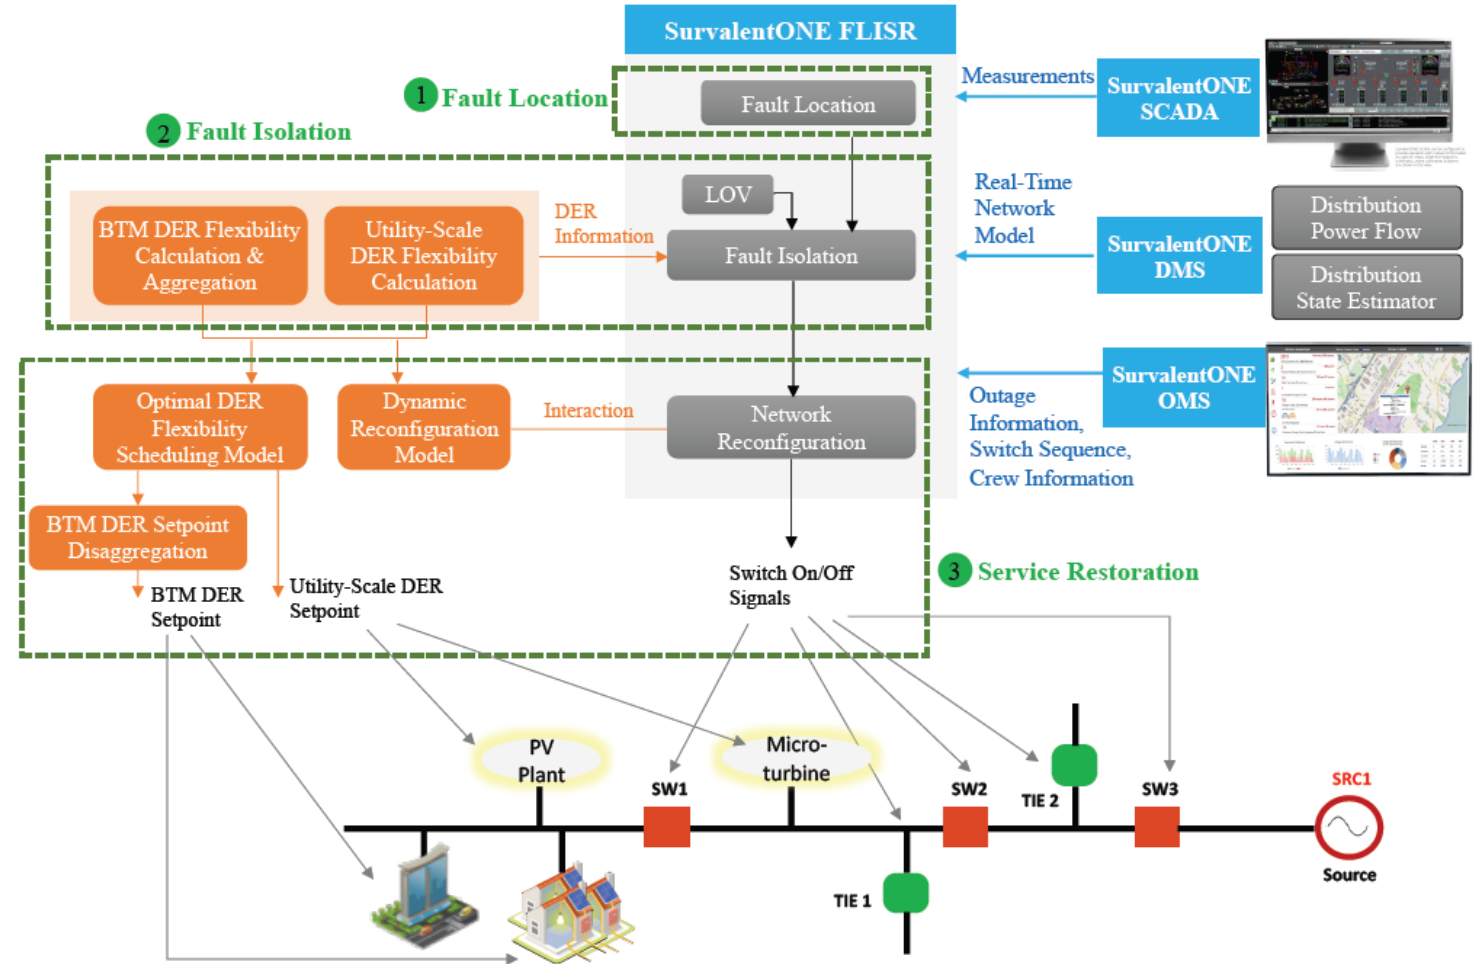 SurvalentONE FLISR
1 Fault Location
Fault Location
Measurements
SurvalentONE
SCADA
2 Fault Isolation
LOV
BTM DER Flexibility
Calculation &
Aggregation
Utility-Scale
DER Flexibility
Calculation
DER
Information
Fault Isolation
Real-Time
Network
Model
SurvalentONE
DMS
Distribution
Power Flow
Distribution
State Estimator
Optimal DER
Flexibility
Scheduling Model
Dynamic
Reconfiguration
Model
Interaction
Network
Reconfiguration
SurvalentONE
OMS
Outage
Information,
Switch Sequence,
Crew Information
BTM DER Setpoint
Disaggregation
BTM DER
Setpoint
Utility-Scale DER
Setpoint
Switch On/Off
Signals
3 Service Restoration
PV
Plant
Micro-
turbine
SW1
SW2
TIE 2
SW3
SRC1
TIE 1
Source